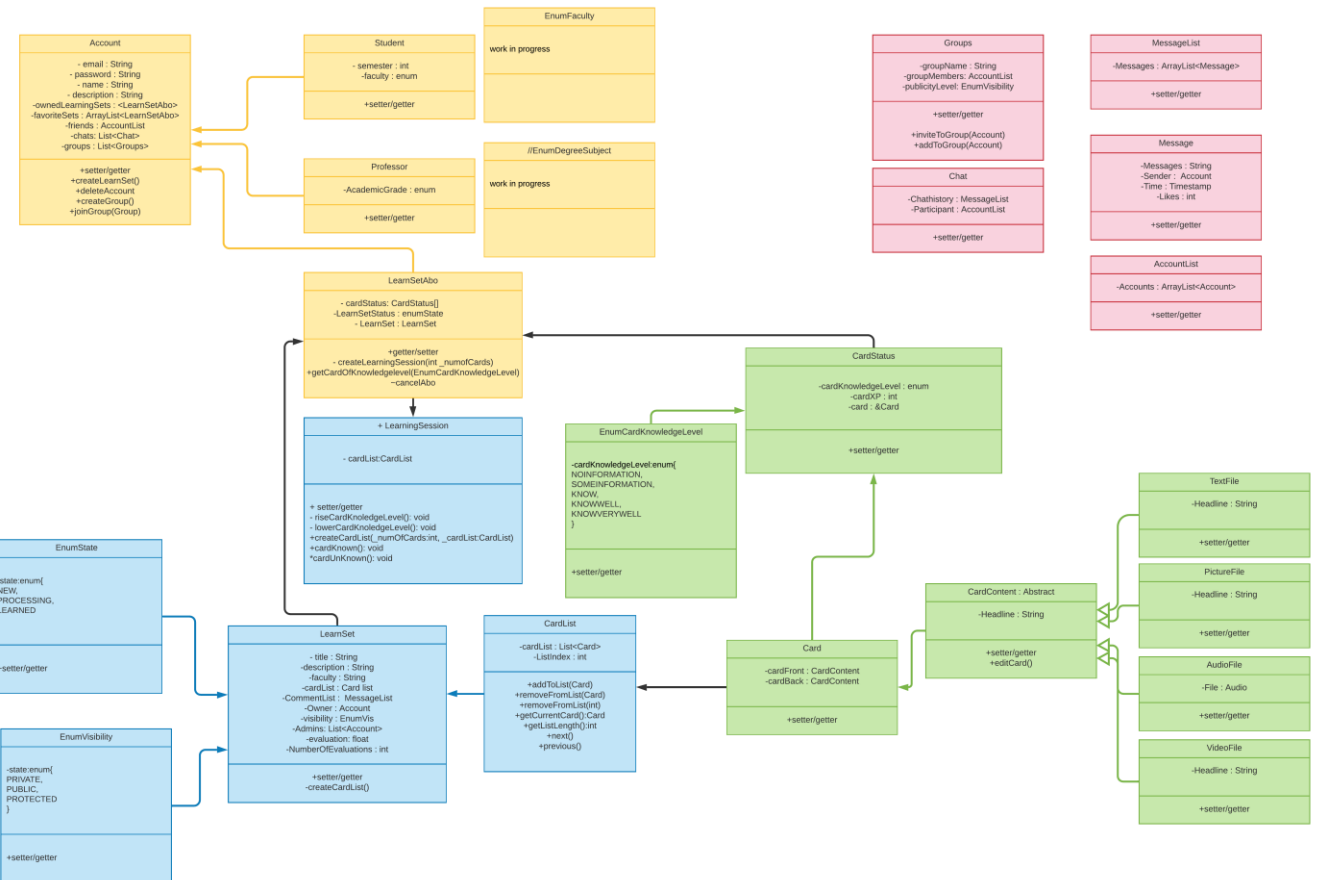 Account
- email : String
- password : String
- name : String
- description : String
-ownedLearningSets : <LearnSetAbo>
-favoriteSets : ArrayList<LearnSetAbo>
-friends : AccountList
-chats: List<Chat>
-groups : List<Groups>
+setter/getter
+createLearnSet()
+deleteAccount
+createGroup()
+joinGroup(Group)
Student
- semester : int
-faculty : enum
+setter/getter
Professor
-AcademicGrade : enum
+setter/getter
EnumFaculty
work in progress
//EnumDegreeSubject
work in progress
Groups
-groupName : String
-groupMembers: AccountList
-publicityLevel: EnumVisibility
+setter/getter
+inviteToGroup(Account)
+addToGroup(Account)
Chat
-Chathistory : MessageList
-Participant : AccountList
+setter/getter
MessageList
-Messages : ArrayList<Message>
+setter/getter
Message
-Messages : String
-Sender : Account
-Time : Timestamp
-Likes : int
+setter/getter
AccountList
-Accounts : ArrayList<Account>
+setter/getter
LearnSetAbo
- cardStatus: CardStatus[]
-LearnSetStatus : enumState
- LearnSet : LearnSet
+getter/setter
- createLearningSession(int _numofCards)
+getCardOfKnowledgelevel(EnumCardKnowledgeLevel)
~cancelAbo
+ LearningSession
- cardList:CardList
+ setter/getter
- riseCardKnoledgeLevel(): void
- lowerCardKnoledgeLevel(): void
+createCardList(_numOfCards:int, _cardList:CardList)
+cardKnown(): void
*cardUnKnown(): void
CardStatus
-cardKnowledgeLevel : enum
-cardXP : int
-card : &Card
+setter/getter
EnumCardKnowledgeLevel
-cardKnowledgeLevel:enum{
NOINFORMATION,
SOMEINFORMATION,
KNOW,
KNOWWELL,
KNOWVERYWELL
}
+setter/getter
EnumState
state:enum{
NEW,
PROCESSING,
LEARNED
+setter/getter
EnumVisibility
-state:enum{
PRIVATE,
PUBLIC,
PROTECTED
}
+setter/getter
LearnSet
- title : String
-description : String
-faculty : String
-cardList : Card list
-CommentList : MessageList
-Owner : Account
-visibility : EnumVis
-Admins: List<Account>
-evaluation: float
-NumberOfEvaluations : int
+setter/getter
-createCardList()
CardList
-cardList : List<Card>
-ListIndex : int
+addToList(Card)
+removeFromList(Card)
+removeFromList(int)
+getCurrentCard():Card
+getListLength():int
+next()
+previous()
Card
-cardFront : CardContent
-cardBack : CardContent
+setter/getter
CardContent : Abstract
-Headline : String
+setter/getter
+editCard()
TextFile
-Headline : String
+setter/getter
PictureFile
-Headline : String
+setter/getter
AudioFile
-File : Audio
+setter/getter
VideoFile
-Headline : String
+setter/getter